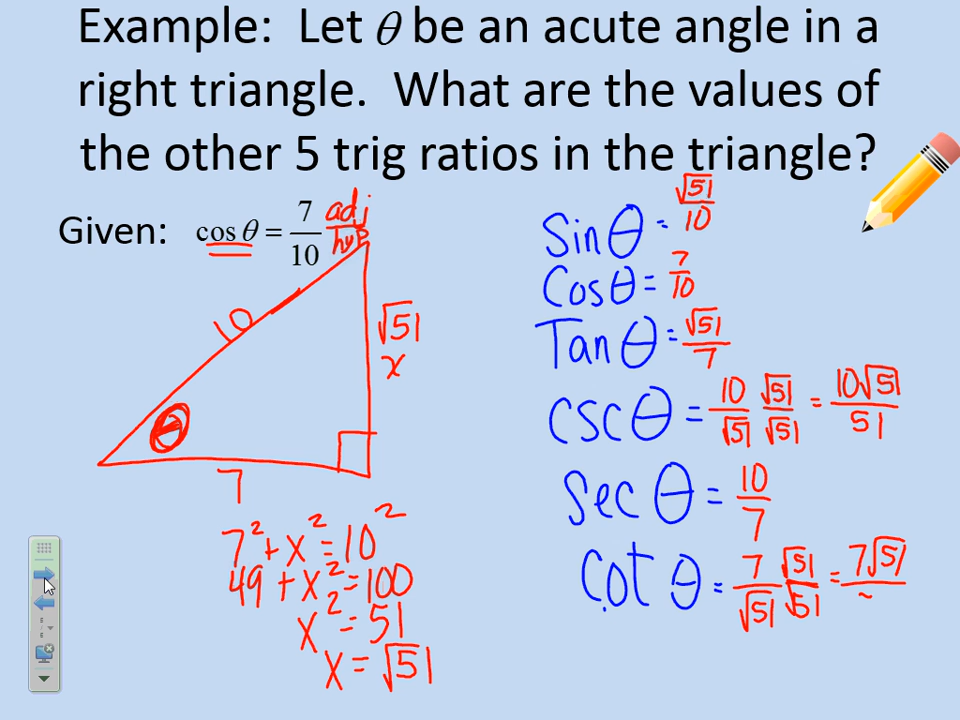 Example: Let θ be an acute angle in a
right triangle. What are the values of
the other 5 trig ratios in the triangle?
Given: cos θ = 7/10 adj/hyp
10
√51
x
θ
7
7² + x² = 10²
49 + x² = 100
x² = 51
x = √51
Sin θ = √51/10
Cos θ = 7/10
Tan θ = √51/7
csc θ = 10/√51 √51/√51 = 10√51/51
Sec θ = 10/7
Cot θ = 7/√51 √51/√51 = 7√51/